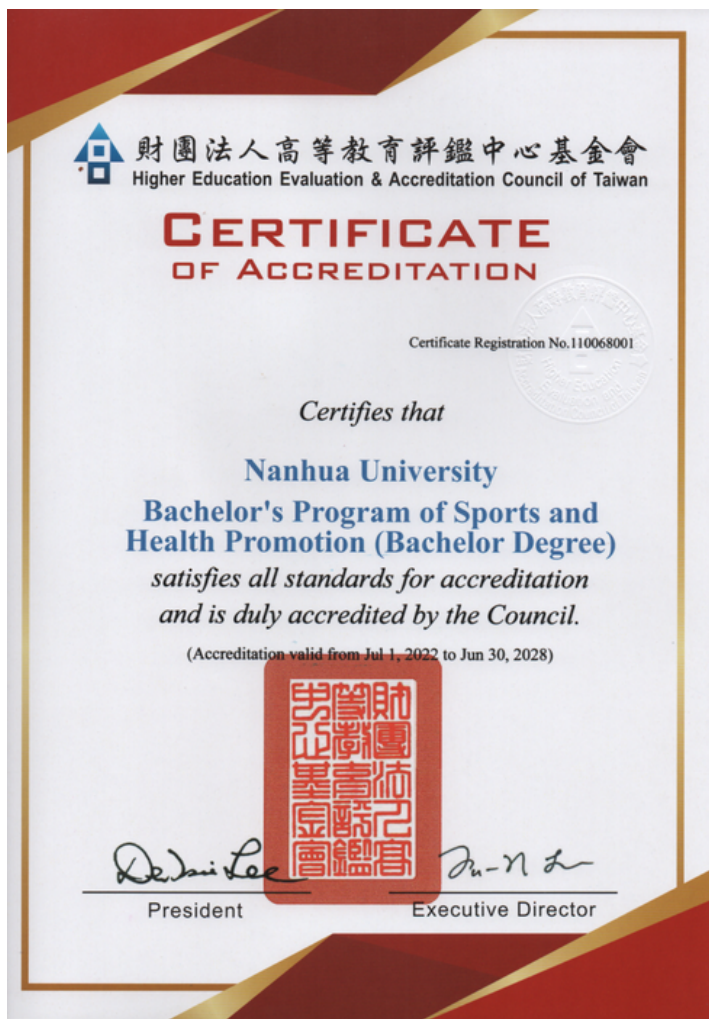 財團法人高等教育評鑑中心基金會
Higher Education Evaluation & Accreditation Council of Taiwan
CERTIFICATE
OF ACCREDITATION
Certificate Registration No.110068001
Certifies that
Nanhua University
Bachelor's Program of Sports and
Health Promotion (Bachelor Degree)
satisfies all standards for accreditation
and is duly accredited by the Council.
(Accreditation valid from Jul 1, 2022 to Jun 30, 2028)
財團法人高
等教育評鑑
中心基金會
President
Executive Director